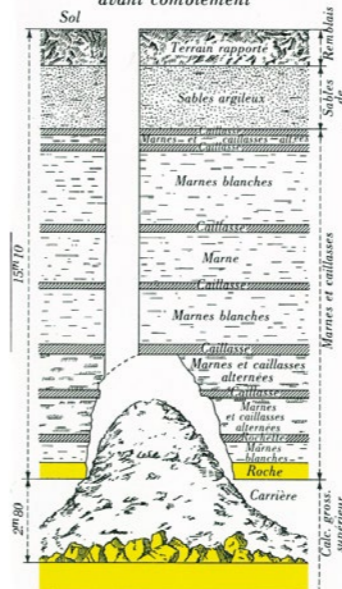 avant comblement
Sol
Terrain rapporté
Remblais
Sables argileux
Sables
de
Caillasse
Marnes et caillasses altrées
Caillasse
Marnes blanches
Caillasse
Marne
Caillasse
Marnes blanches
Caillasse
Marnes et caillasses
alternées
Caillasse
Marnes
et caillasses
alternées
Rochette
Marnes
blanches
Roche
Carrière
15m10
2m80
Marnes et caillasses
Calc. gross.
supérieur